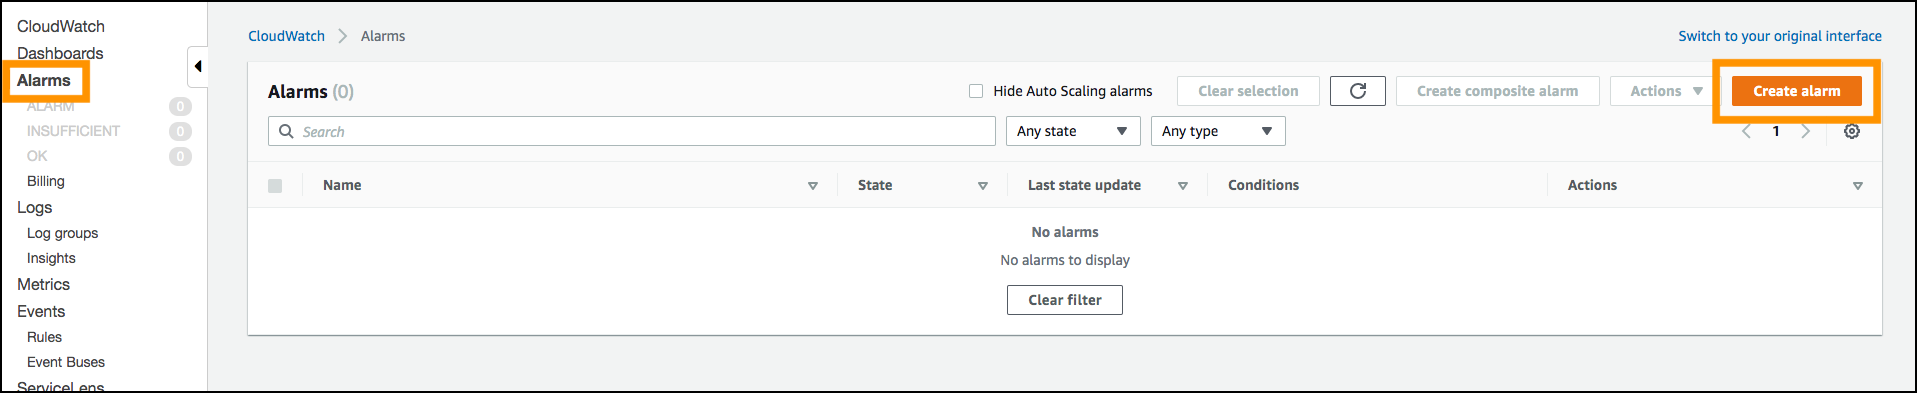 CloudWatch
Dashboards
Alarms
ALARM 0
INSUFFICIENT 0
OK 0
Billing
Logs
Log groups
Insights
Metrics
Events
Rules
Event Buses
ServiceLens
CloudWatch Alarms
Switch to your original interface
Alarms (0)
Hide Auto Scaling alarms
Clear selection
Create composite alarm
Actions
Create alarm
Search
Any state
Any type
1
Name State Last state update Conditions Actions
No alarms
No alarms to display
Clear filter